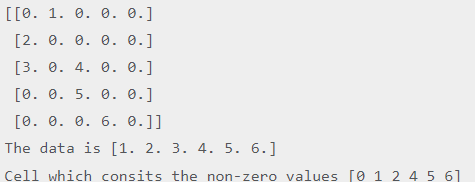 [[0. 1. 0. 0. 0.]
[2. 0. 0. 0. 0.]
[3. 0. 4. 0. 0.]
[0. 0. 5. 0. 0.]
[0. 0. 0. 6. 0.]]
The data is [1. 2. 3. 4. 5. 6.]
Cell which consits the non-zero values [0 1 2 4 5 6]